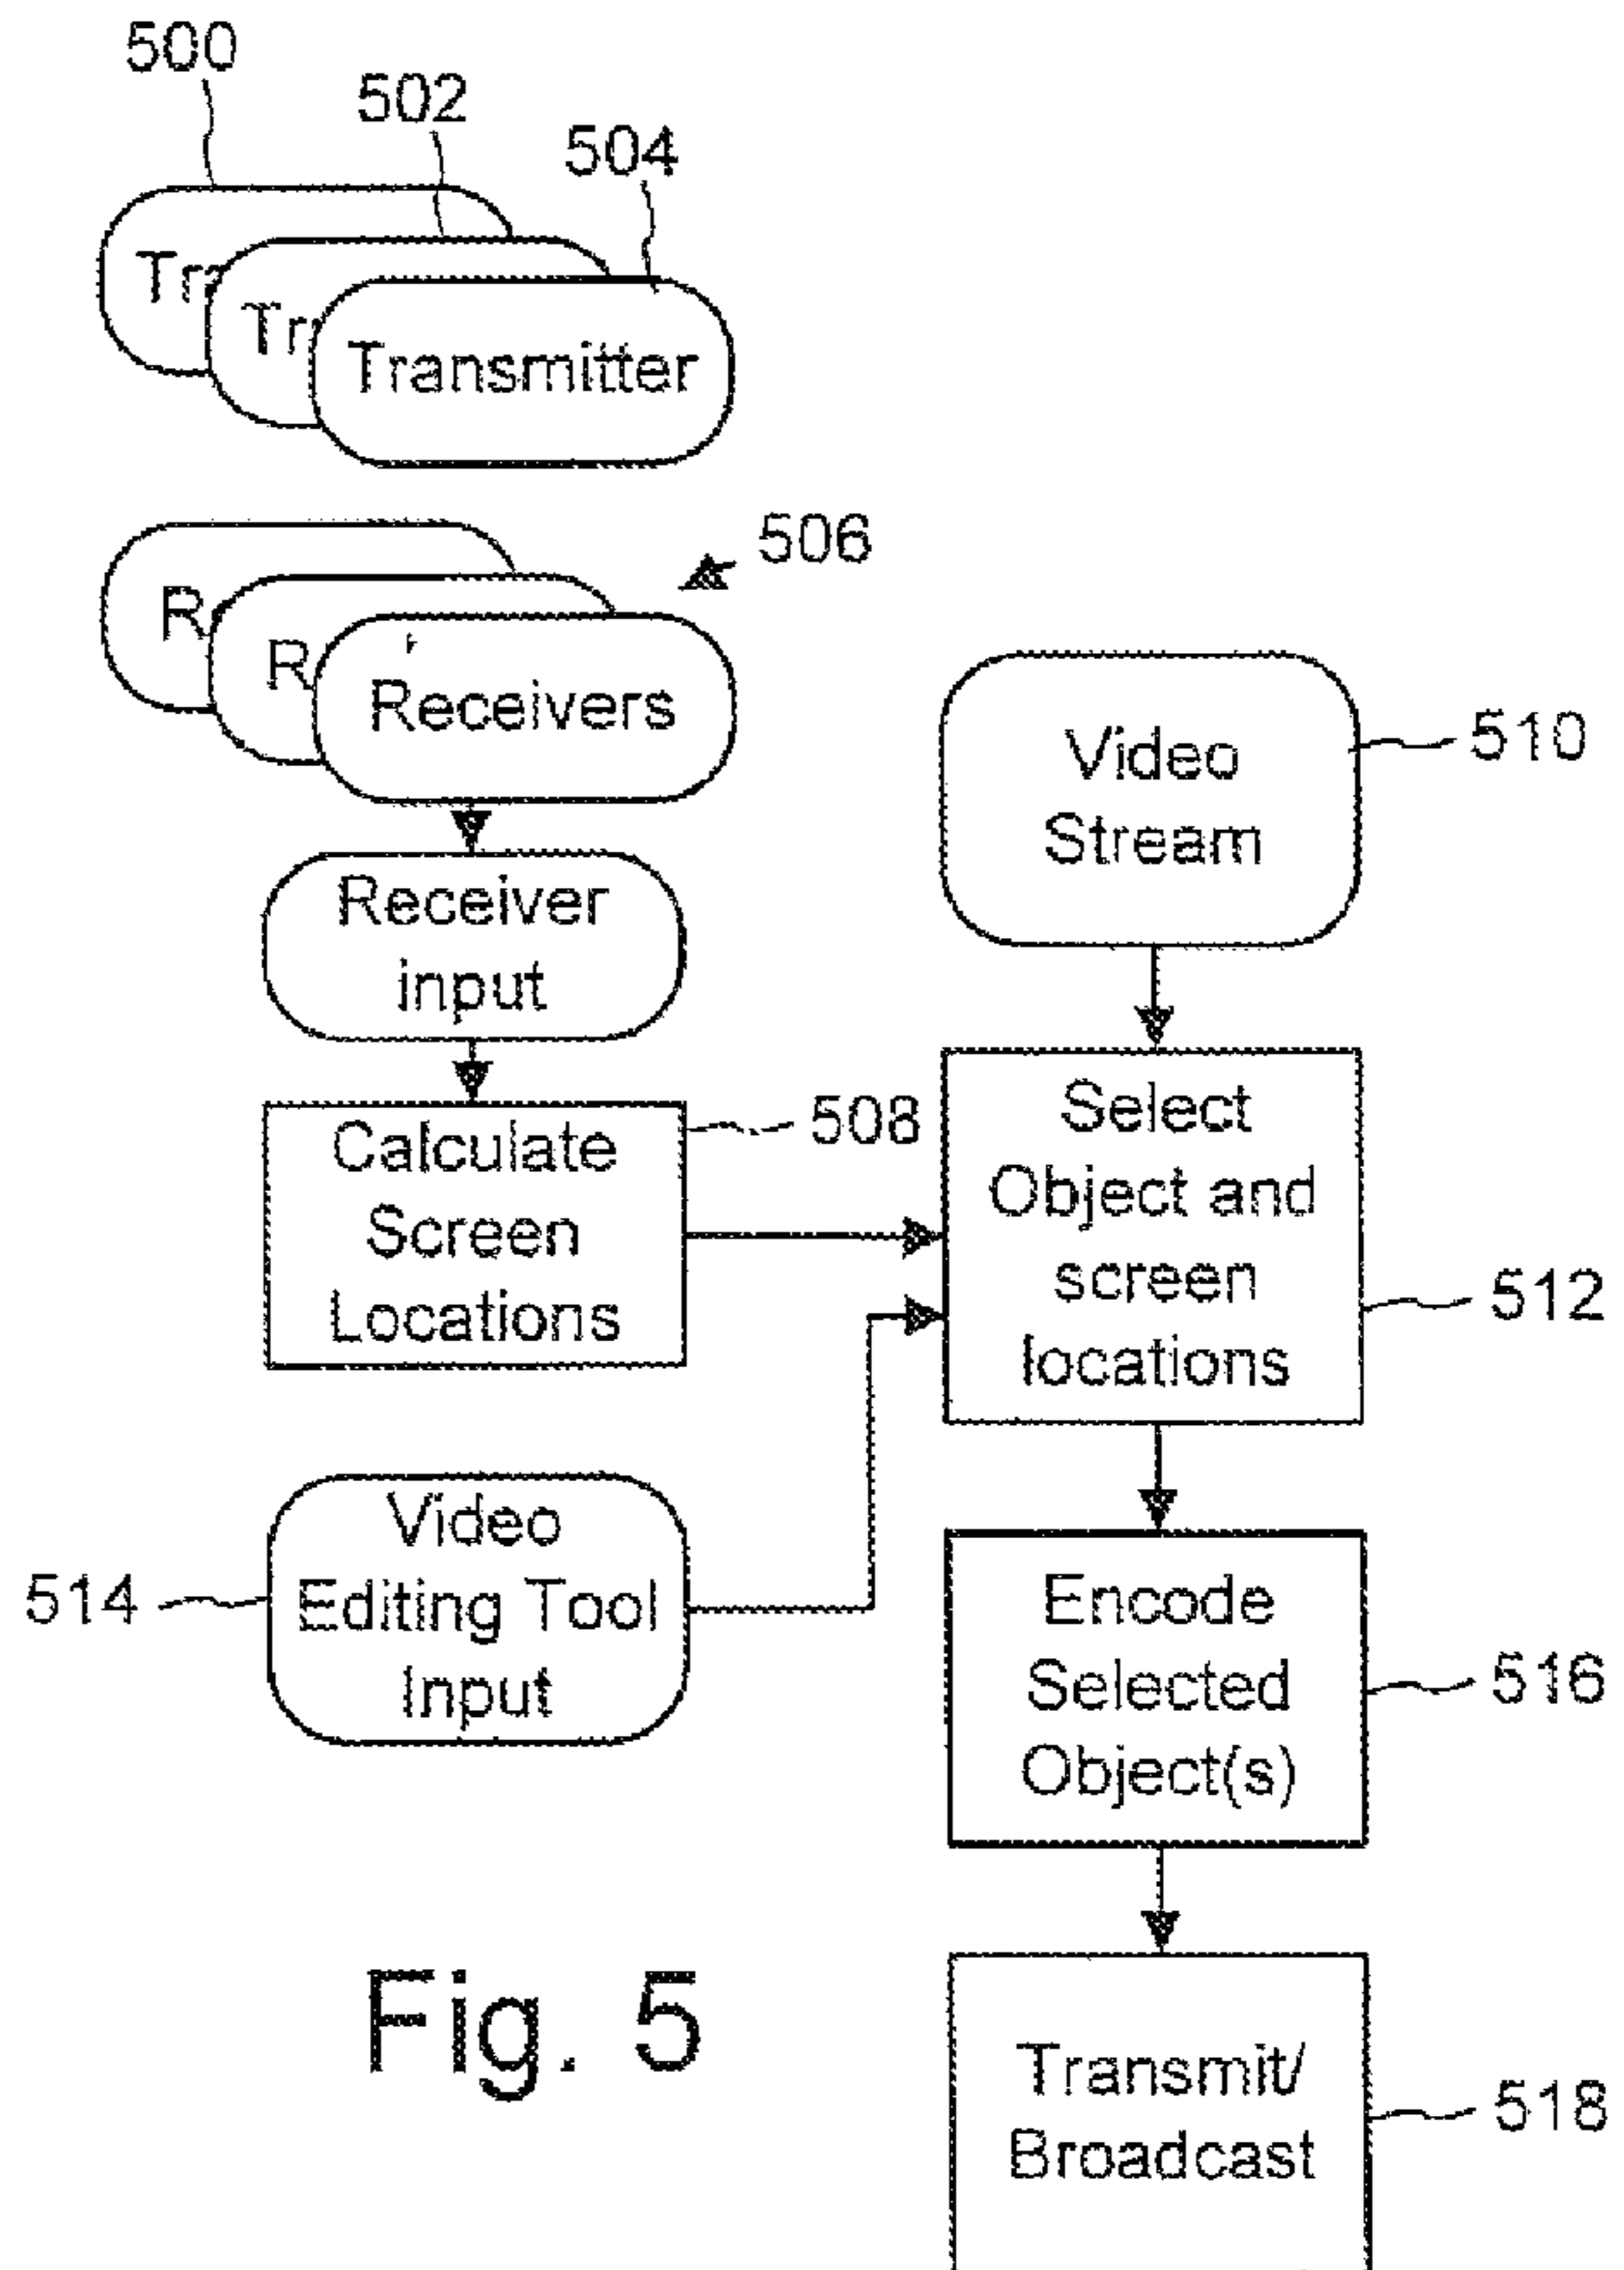 500
502
504
Tra
Tr
Transmitter
506
R
R
Receivers
Video
Stream
510
Receiver
input
508
Calculate
Screen
Locations
Select
Object and
screen
locations
512
Video
Editing Tool
Input
514
Encode
Selected
Object(s)
516
Fig. 5
Transmit/
Broadcast
518